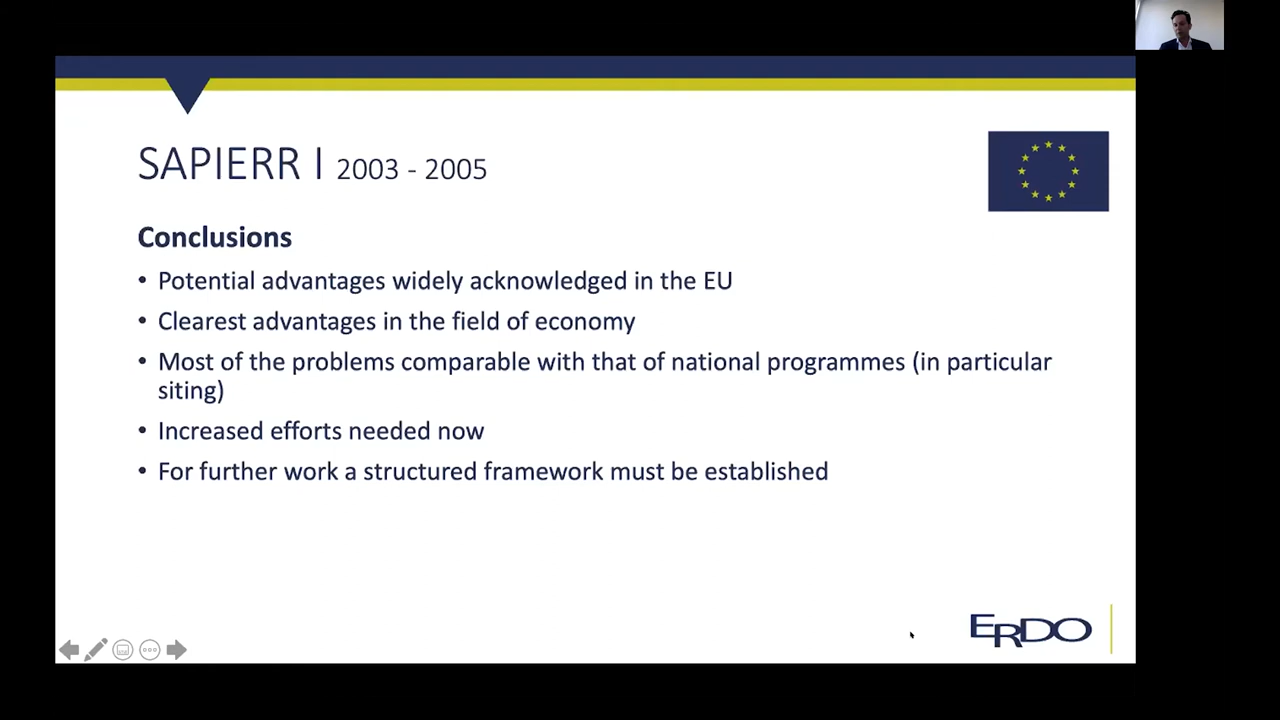 SAPIERR I 2003 - 2005
Conclusions
• Potential advantages widely acknowledged in the EU
• Clearest advantages in the field of economy
• Most of the problems comparable with that of national programmes (in particular
siting)
• Increased efforts needed now
• For further work a structured framework must be established
ERDO